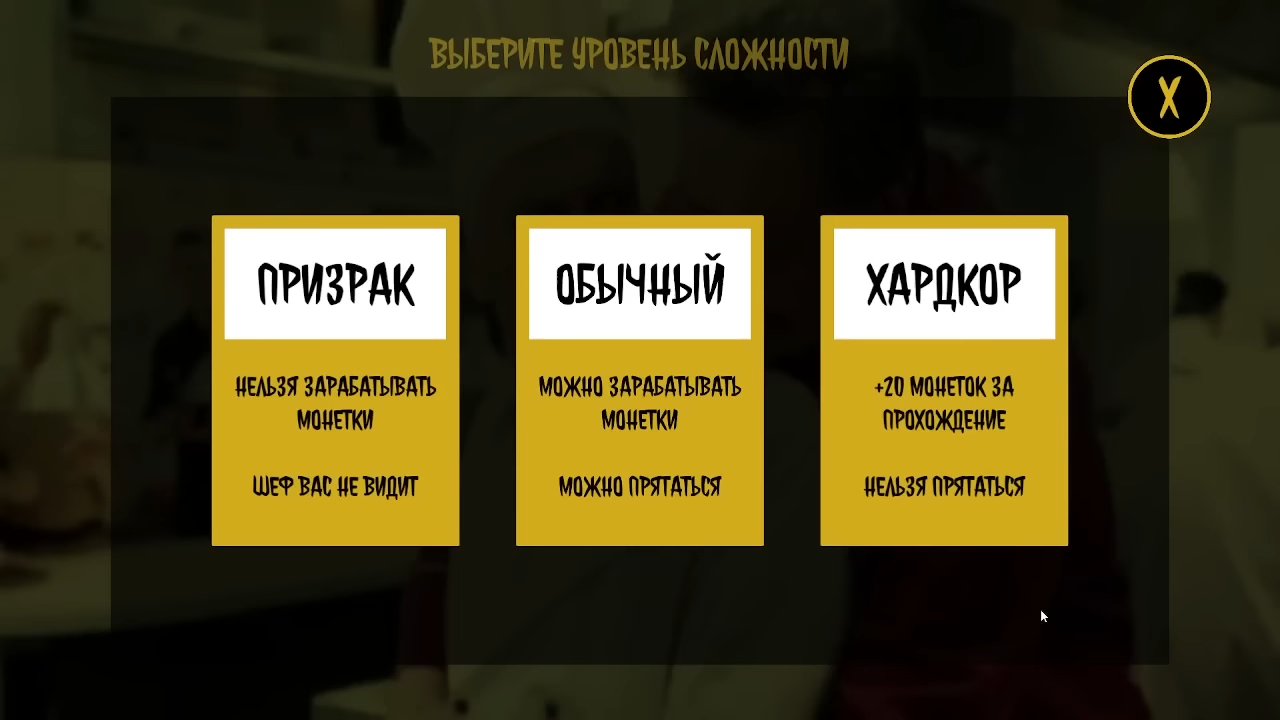 ВЫБЕРИТЕ УРОВЕНЬ СЛОЖНОСТИ
X
ПРИЗРАК
НЕЛЬЗЯ ЗАРАБАТЫВАТЬ
МОНЕТКИ
ШЕФ ВАС НЕ ВИДИТ
ОБЫЧНЫЙ
МОЖНО ЗАРАБАТЫВАТЬ
МОНЕТКИ
МОЖНО ПРЯТАТЬСЯ
ХАРДКОР
+20 МОНЕТОК ЗА
ПРОХОЖДЕНИЕ
НЕЛЬЗЯ ПРЯТАТЬСЯ